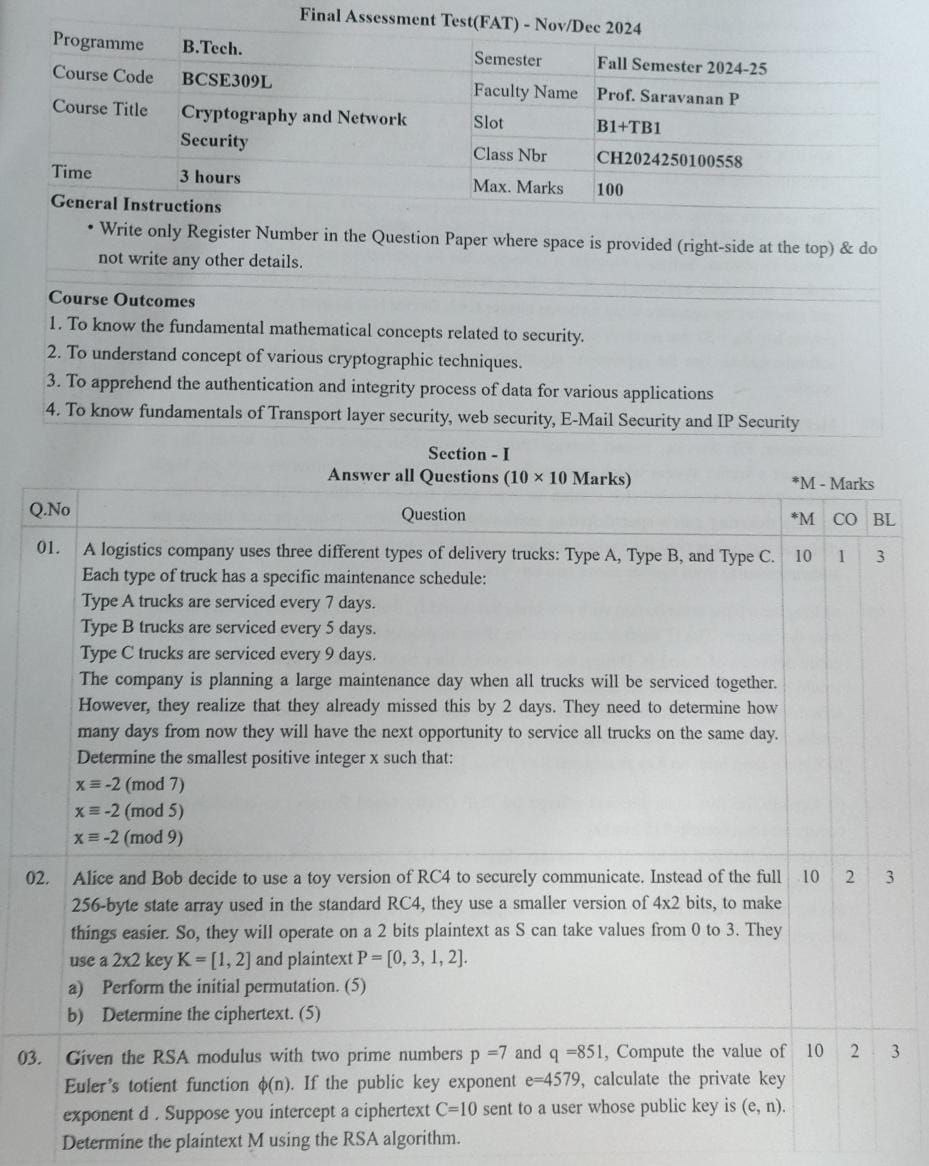 Final Assessment Test(FAT) - Nov/Dec 2024
Programme B.Tech. Semester Fall Semester 2024-25
Course Code BCSE309L Faculty Name Prof. Saravanan P
Course Title Cryptography and Network Slot B1+TB1
Security Class Nbr CH2024250100558
Time 3 hours Max. Marks 100
General Instructions
• Write only Register Number in the Question Paper where space is provided (right-side at the top) & do
not write any other details.
Course Outcomes
1. To know the fundamental mathematical concepts related to security.
2. To understand concept of various cryptographic techniques.
3. To apprehend the authentication and integrity process of data for various applications
4. To know fundamentals of Transport layer security, web security, E-Mail Security and IP Security
Section - I
Answer all Questions (10 × 10 Marks)
*M - Marks
Q.No Question *M CO BL
01. A logistics company uses three different types of delivery trucks: Type A, Type B, and Type C. 10 1 3
Each type of truck has a specific maintenance schedule:
Type A trucks are serviced every 7 days.
Type B trucks are serviced every 5 days.
Type C trucks are serviced every 9 days.
The company is planning a large maintenance day when all trucks will be serviced together.
However, they realize that they already missed this by 2 days. They need to determine how
many days from now they will have the next opportunity to service all trucks on the same day.
Determine the smallest positive integer x such that:
x ≡ -2 (mod 7)
x ≡ -2 (mod 5)
x ≡ -2 (mod 9)
02. Alice and Bob decide to use a toy version of RC4 to securely communicate. Instead of the full 10 2 3
256-byte state array used in the standard RC4, they use a smaller version of 4x2 bits, to make
things easier. So, they will operate on a 2 bits plaintext as S can take values from 0 to 3. They
use a 2x2 key K = [1, 2] and plaintext P = [0, 3, 1, 2].
a) Perform the initial permutation. (5)
b) Determine the ciphertext. (5)
03. Given the RSA modulus with two prime numbers p =7 and q =851, Compute the value of 10 2 3
Euler's totient function ϕ(n). If the public key exponent e=4579, calculate the private key
exponent d . Suppose you intercept a ciphertext C=10 sent to a user whose public key is (e, n).
Determine the plaintext M using the RSA algorithm.